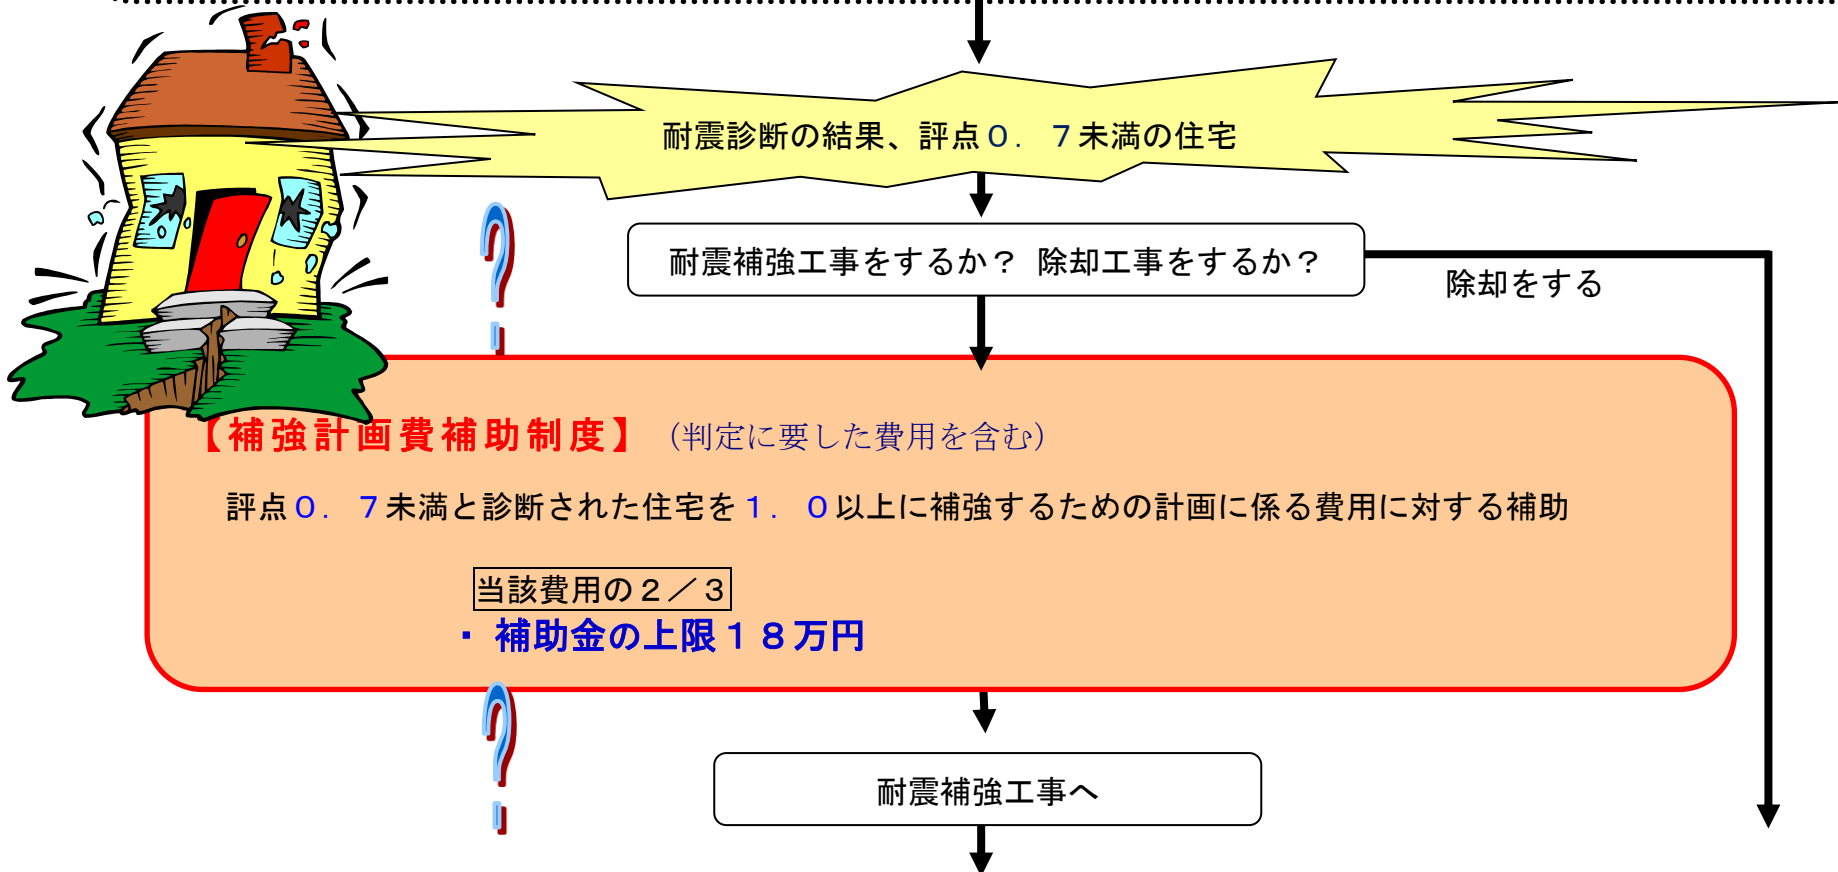 耐震診断の結果、評点０．７未満の住宅
耐震補強工事をするか？ 除却工事をするか？
除却をする
【補強計画費補助制度】（判定に要した費用を含む）
評点０．７未満と診断された住宅を１．０以上に補強するための計画に係る費用に対する補助
当該費用の２／３
・補助金の上限１８万円
耐震補強工事へ
？
？